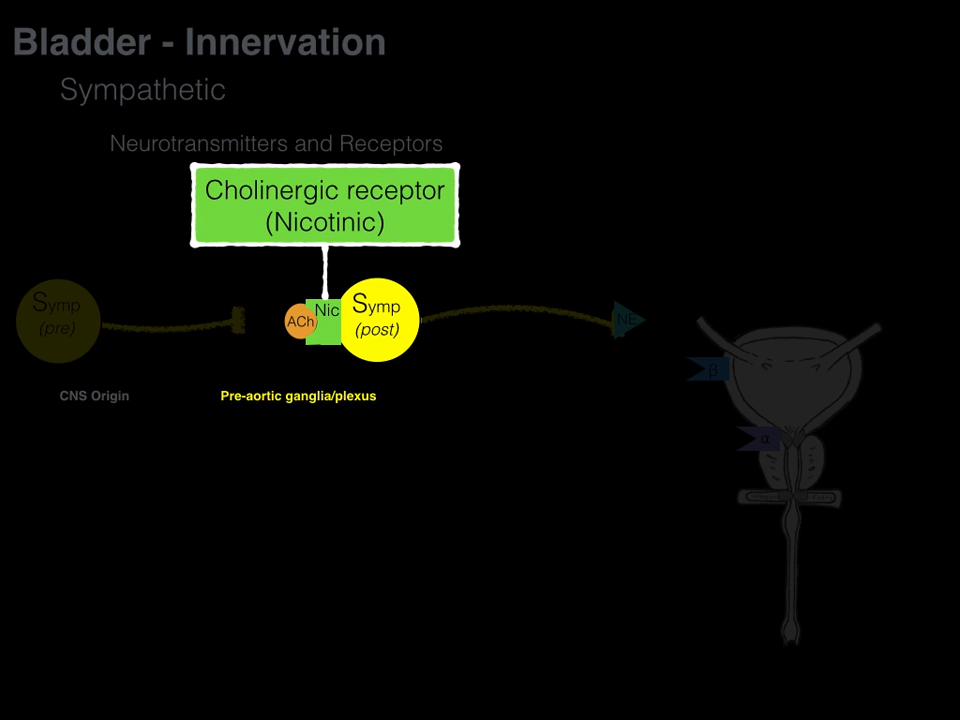 Bladder - Innervation
Sympathetic
Neurotransmitters and Receptors
Cholinergic receptor
(Nicotinic)
Symp
(pre)
ACh
Nic
Symp
(post)
NE
β
α
CNS Origin
Pre-aortic ganglia/plexus